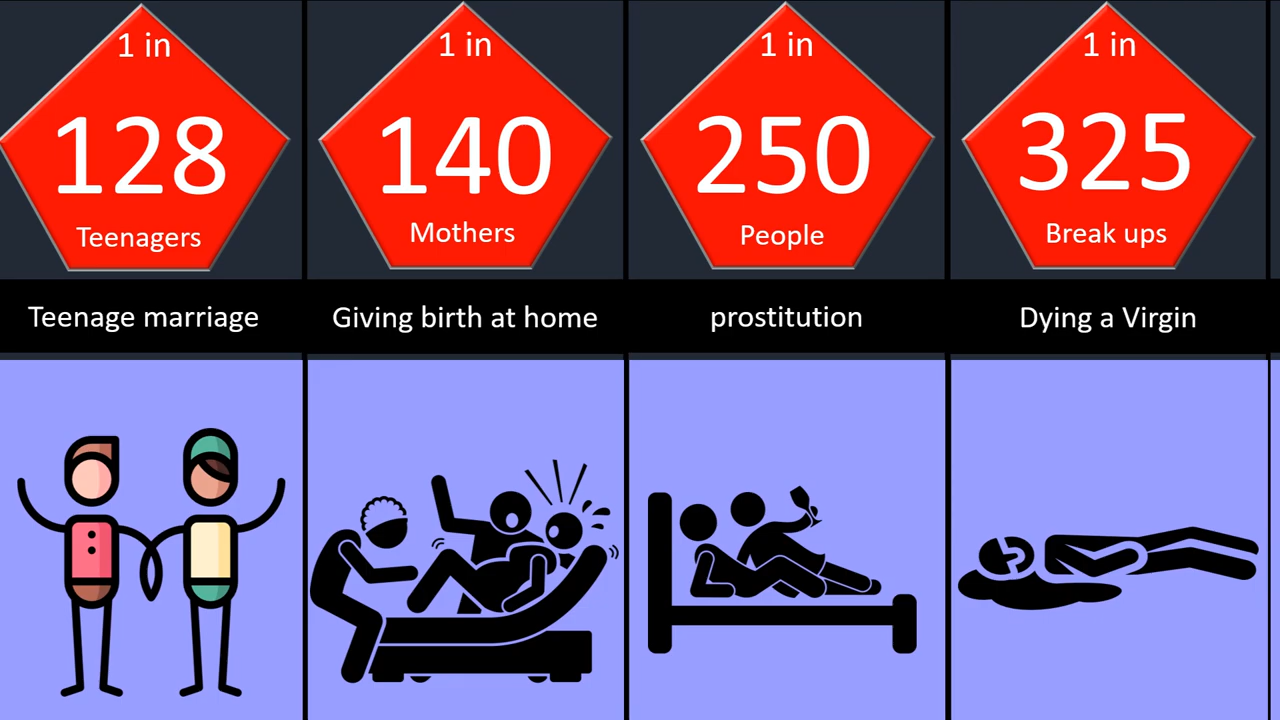 1 in
128
Teenagers
Teenage marriage
1 in
140
Mothers
Giving birth at home
1 in
250
People
prostitution
1 in
325
Break ups
Dying a Virgin